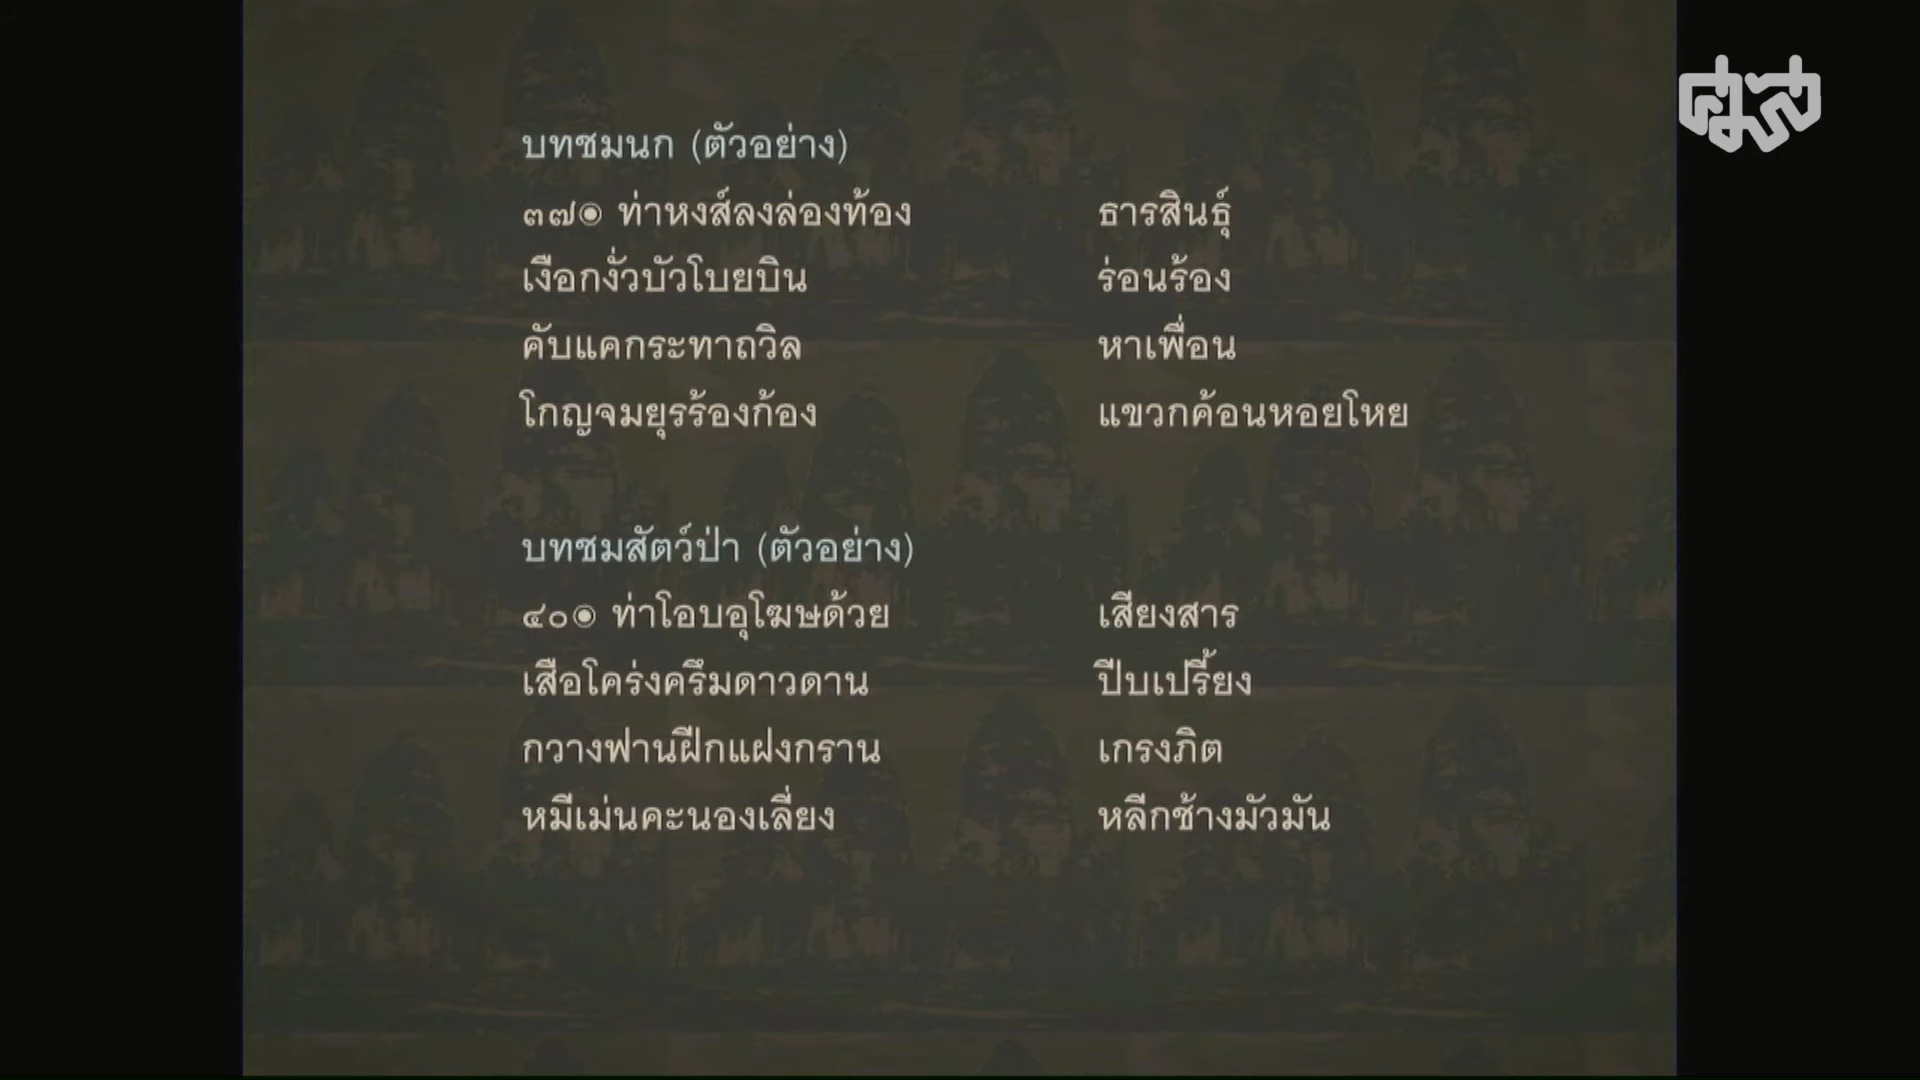 ศมส
บทชมนก (ตัวอย่าง)
๓๗๏ ท่าหงส์ลงล่องท้อง ธารสินธุ์
เงือกงั่วบัวโบยบิน ร่อนร้อง
คับแคกระทาถวิล หาเพื่อน
โกญจมยุรร้องก้อง แขวกค้อนหอยโหย
บทชมสัตว์ป่า (ตัวอย่าง)
๔๐๏ ท่าโอบอุโฆษด้วย เสียงสาร
เสือโคร่งครึมดาวดาน ปีบเปรี้ยง
กวางฟานฝีกแฝงกราน เกรงภิต
หมีเม่นคะนองเลี่ยง หลีกช้างมัวมัน